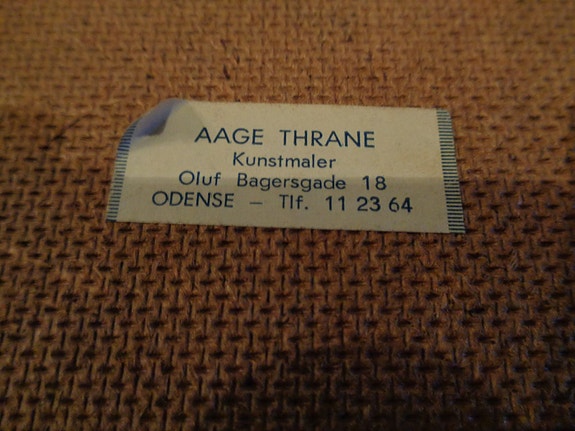 AAGE THRANE
Kunstmaler
Oluf Bagersgade 18
ODENSE – Tlf. 11 23 64